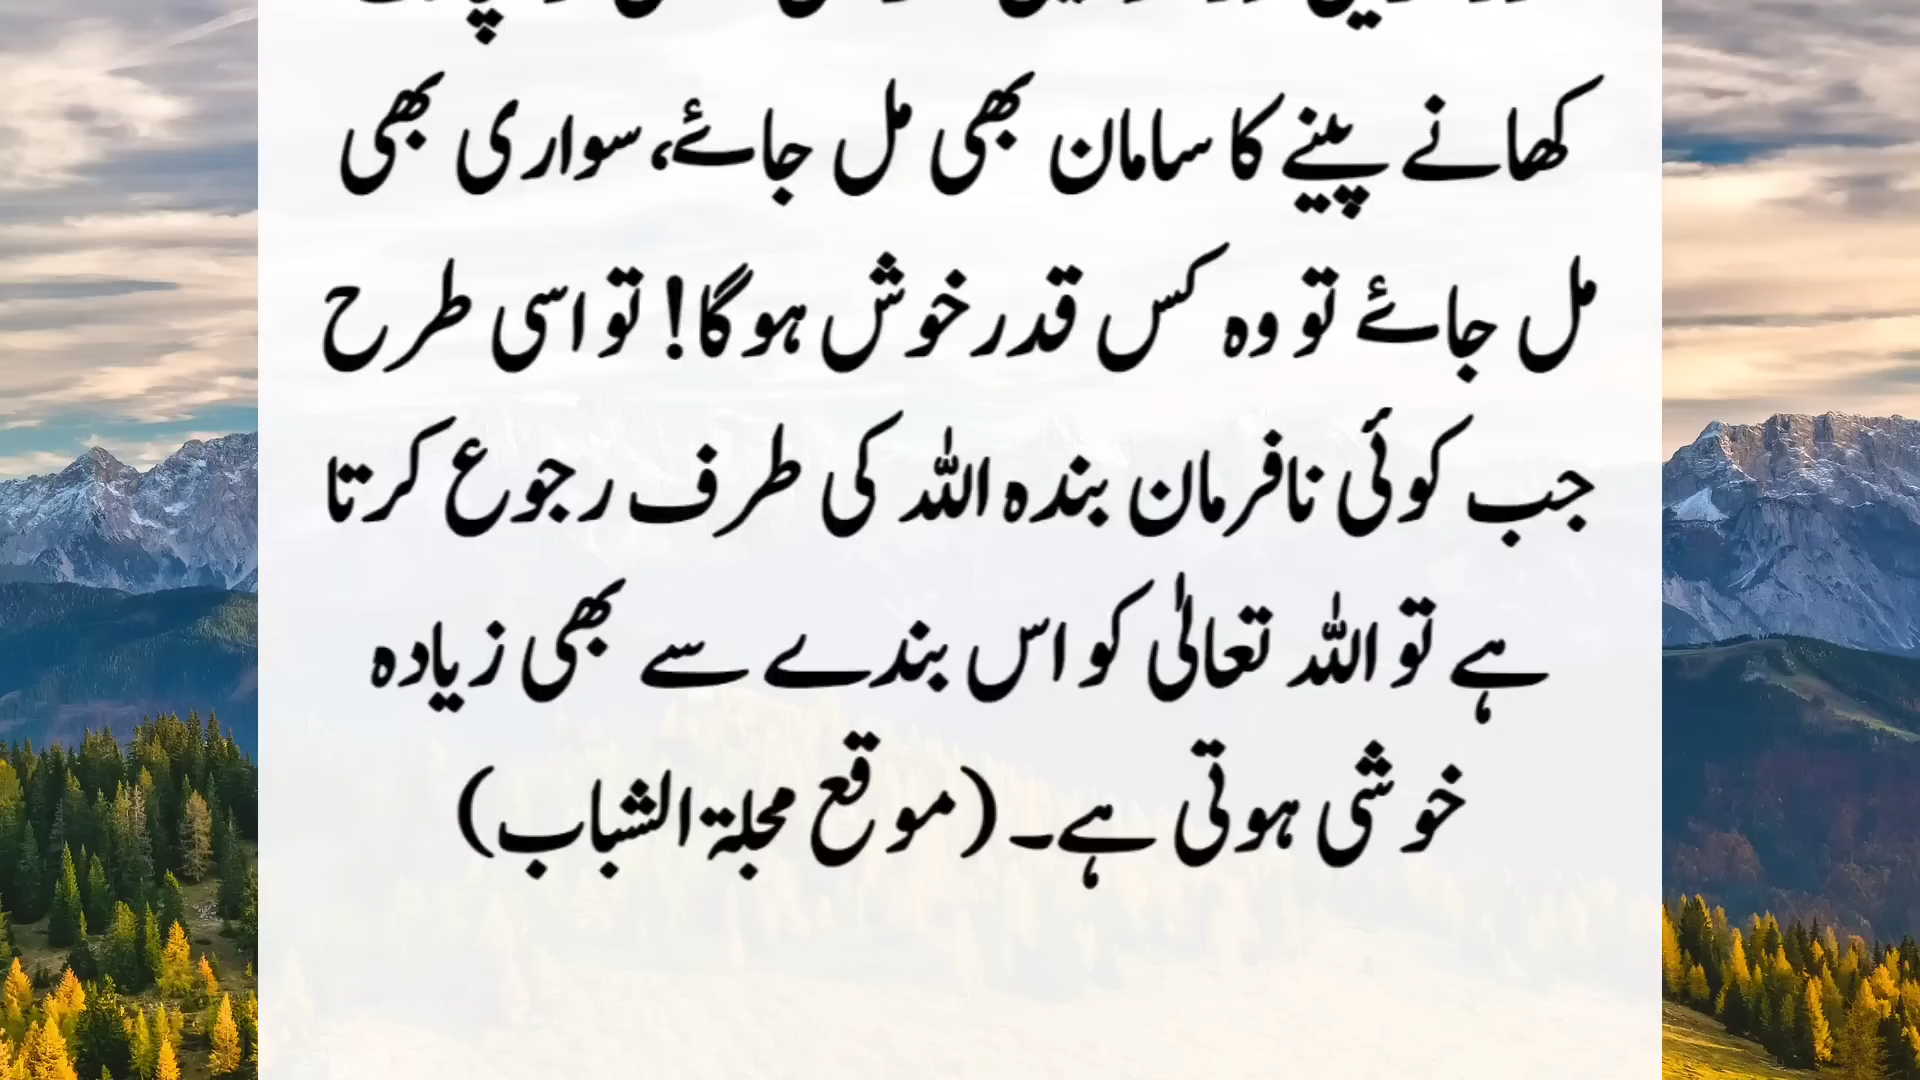 کھانے پینے کا سامان بھی مل جائے، سواری بھی
مل جائے تو وہ کس قدر خوش ہوگا! تو اسی طرح
جب کوئی نافرمان بندہ اللہ کی طرف رجوع کرتا
ہے تو اللہ تعالیٰ کو اس بندے سے بھی زیادہ
خوشی ہوتی ہے۔ (موقع مجلۃ الشباب)